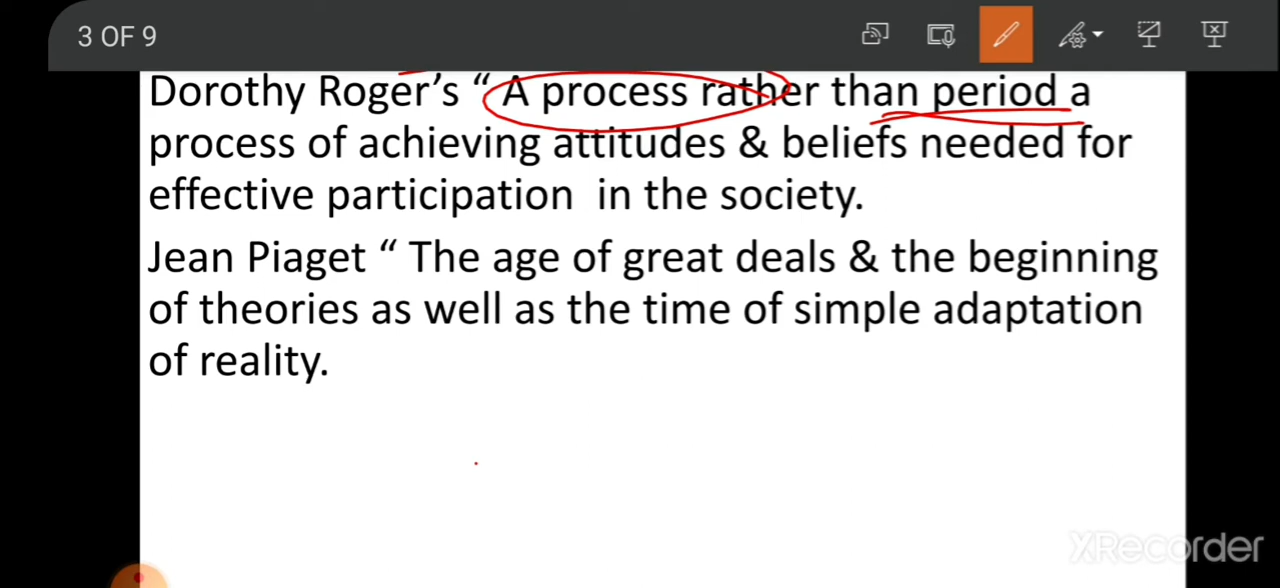 3 OF 9
Dorothy Roger’s “ A process rather than period a
process of achieving attitudes & beliefs needed for
effective participation  in the society.
Jean Piaget “ The age of great deals & the beginning
of theories as well as the time of simple adaptation
of reality.
XRecorder